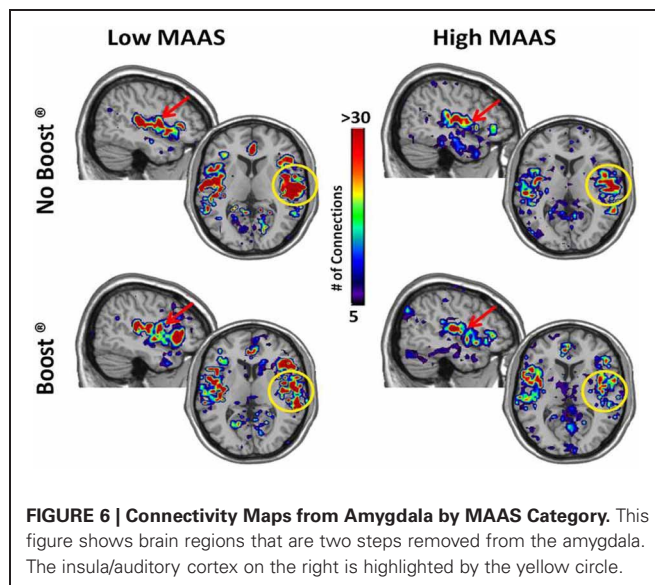 Low MAAS
High MAAS
No Boost®
>30
# of Connections
5
Boost®
FIGURE 6 | Connectivity Maps from Amygdala by MAAS Category. This
figure shows brain regions that are two steps removed from the amygdala.
The insula/auditory cortex on the right is highlighted by the yellow circle.